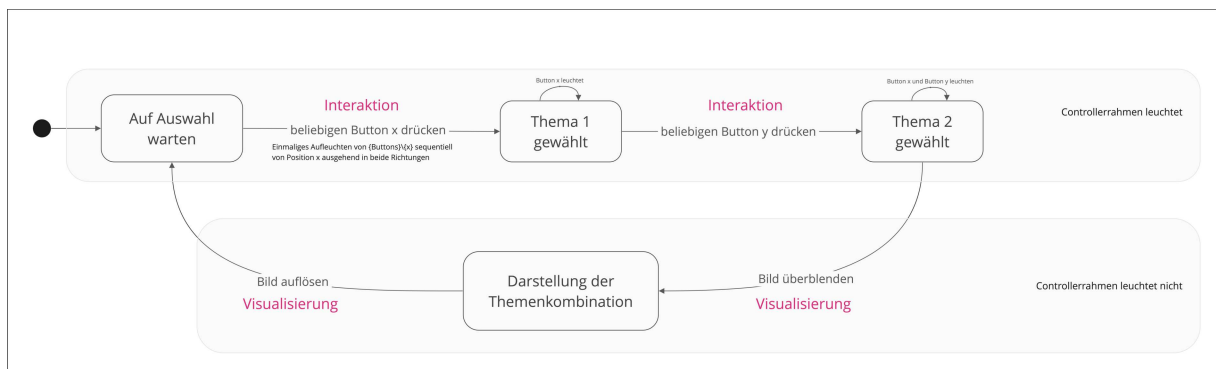 Button x leuchtet
Button x und Button y leuchten
Auf Auswahl
warten
Interaktion
beliebigen Button x drücken
Einmaliges Aufleuchten von {Buttons}\{x} sequentiell
von Position x ausgehend in beide Richtungen
Thema 1
gewählt
Interaktion
beliebigen Button y drücken
Thema 2
gewählt
Controllerrahmen leuchtet
Bild auflösen
Visualisierung
Darstellung der
Themenkombination
Bild überblenden
Visualisierung
Controllerrahmen leuchtet nicht